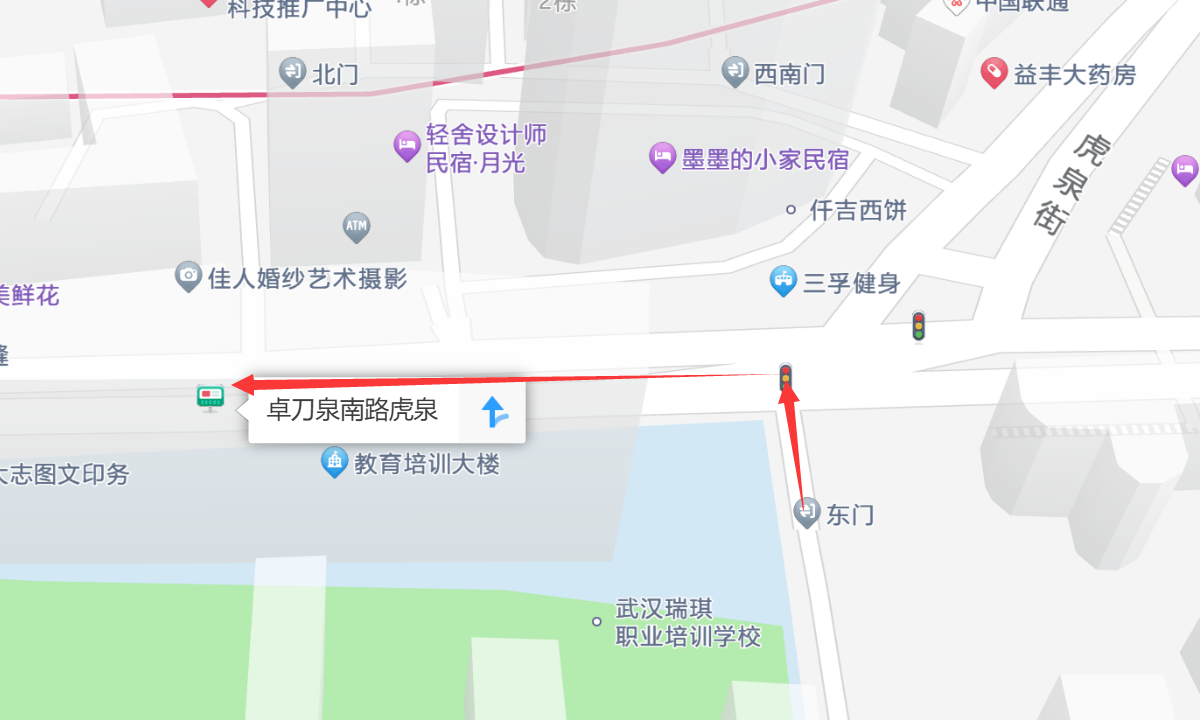 科技推广中心
2栋
中国联通
北门
西南门
益丰大药房
轻舍设计师
民宿·月光
墨墨的小家民宿
虎泉街
仟吉西饼
ATM
佳人婚纱艺术摄影
三孚健身
美鲜花
卓刀泉南路虎泉
教育培训大楼
大志图文印务
东门
武汉瑞琪
职业培训学校